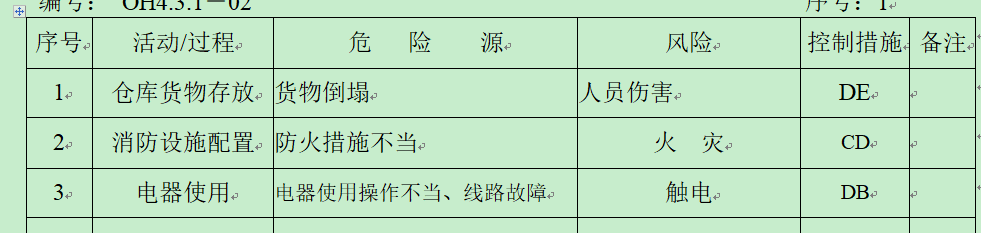 编号： OH4.3.1－02 序号：1
序号 活动/过程 危 险 源 风险 控制措施 备注
1 仓库货物存放 货物倒塌 人员伤害 DE
2 消防设施配置 防火措施不当 火 灾 CD
3 电器使用 电器使用操作不当、线路故障 触电 DB